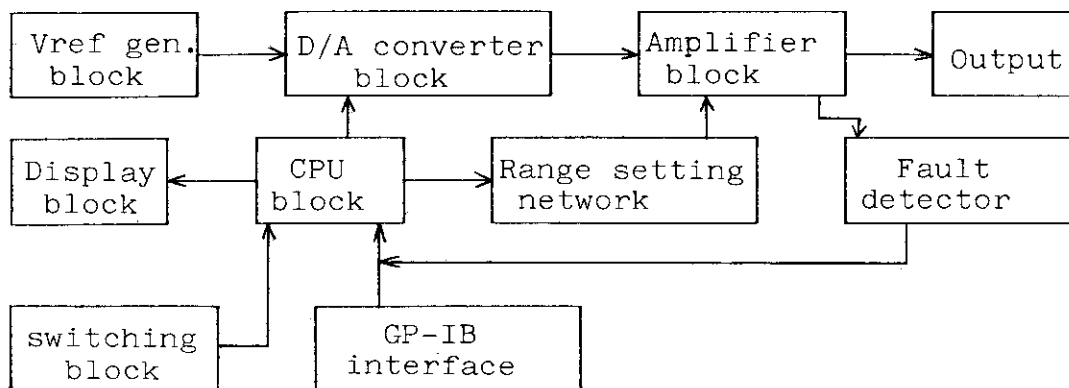 Vref gen.
block
D/A converter
block
Amplifier
block
Output
Display
block
CPU
block
Range setting
network
Fault
detector
switching
block
GP-IB
interface